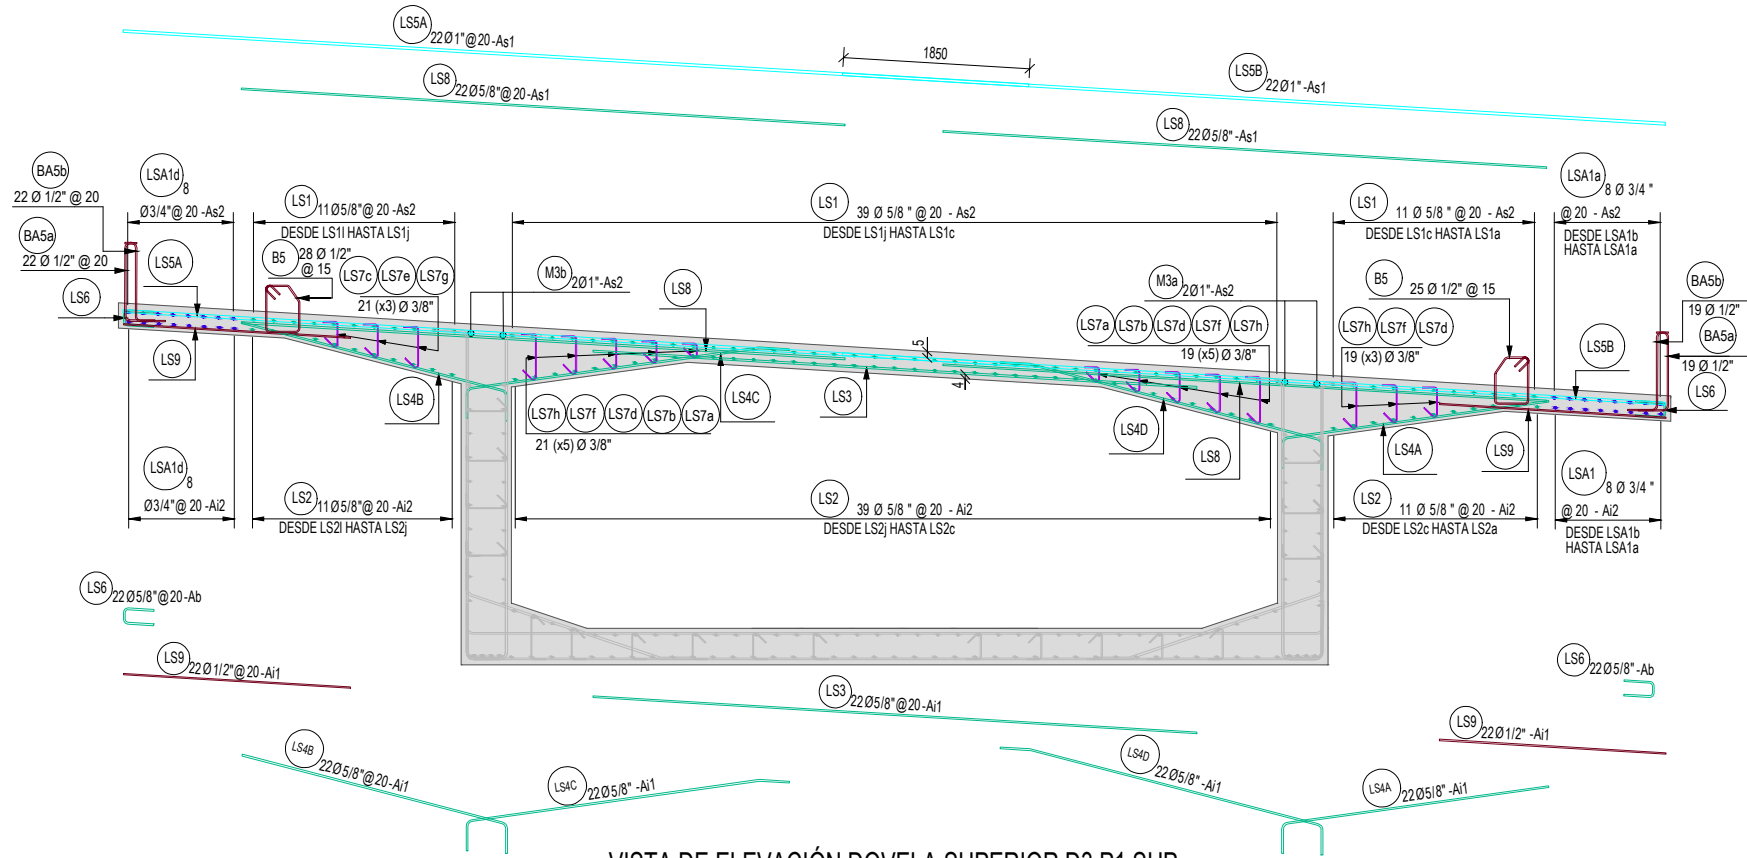 LS5A
22Ø1"@20-As1
1850
LS8
22Ø5/8"@20-As1
LS5B
22Ø1"-As1
LS8
22Ø5/8"-As1
BA5b
22 Ø 1/2" @ 20
LSA1d
8
Ø3/4"@ 20 -As2
LS1
11Ø5/8"@ 20 -As2
DESDE LS1l HASTA LS1j
LS1
39 Ø 5/8 " @ 20 - As2
DESDE LS1j HASTA LS1c
LS1
11 Ø 5/8 " @ 20 - As2
DESDE LS1c HASTA LS1a
LSA1a
8 Ø 3/4 "
@ 20 - As2
DESDE LSA1b
HASTA LSA1a
BA5a
22 Ø 1/2" @ 20
LS5A
LS6
B5
28 Ø 1/2"
@ 15
LS7c
LS7e
LS7g
21 (x3) Ø 3/8"
M3b
2Ø1"-As2
LS8
M3a
2Ø1"-As2
LS7a
LS7b
LS7d
LS7f
LS7h
19 (x5) Ø 3/8"
B5
25 Ø 1/2" @ 15
LS7h
LS7f
LS7d
19 (x3) Ø 3/8"
BA5b
19 Ø 1/2"
BA5a
19 Ø 1/2"
LS5B
LS6
5
4
LS9
LS4B
LS7h
LS7f
LS7d
LS7b
LS7a
21 (x5) Ø 3/8"
LS4C
LS3
LS4D
LS8
LS4A
LS9
LSA1d
8
Ø3/4"@ 20 -Ai2
LS2
11Ø5/8"@ 20 -Ai2
DESDE LS2l HASTA LS2j
LS2
39 Ø 5/8 " @ 20 - Ai2
DESDE LS2j HASTA LS2c
LS2
11 Ø 5/8 " @ 20 - Ai2
DESDE LS2c HASTA LS2a
LSA1
8 Ø 3/4 "
@ 20 - Ai2
DESDE LSA1b
HASTA LSA1a
LS6
22Ø5/8"@20-Ab
LS9
22Ø1/2"@20-Ai1
LS3
22Ø5/8"@20-Ai1
LS6
22Ø5/8"-Ab
LS9
22Ø1/2" -Ai1
LS4B
22Ø5/8"@20-Ai1
LS4C
22Ø5/8" -Ai1
LS4D
22Ø5/8" -Ai1
LS4A
22Ø5/8" -Ai1
VISTA DE ELEVACIÓN DOVELA SUPERIOR D3 P1 SUR